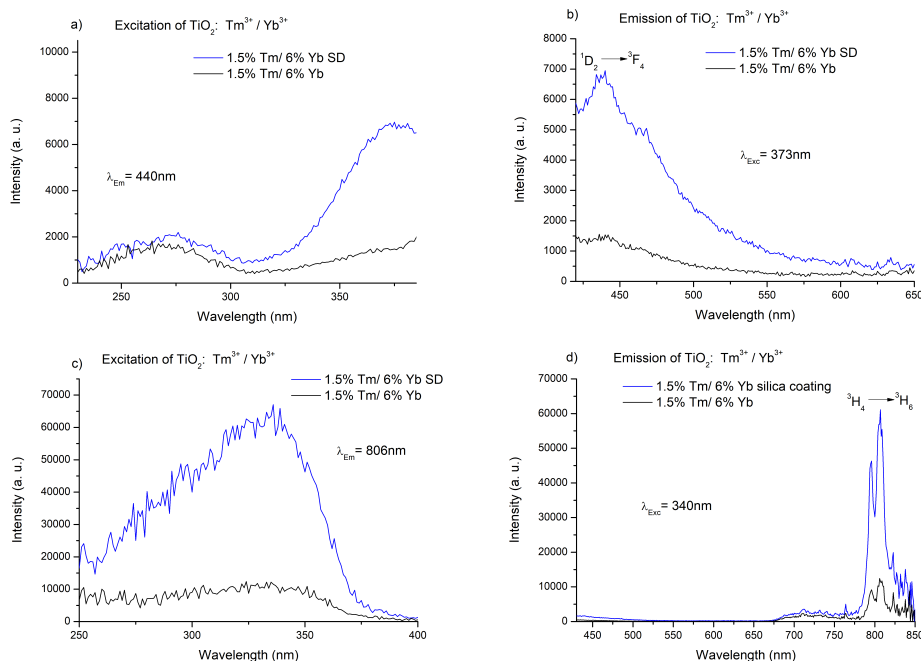 a) Excitation of TiO₂: Tm³⁺ / Yb³⁺
1.5% Tm/ 6% Yb SD
1.5% Tm/ 6% Yb
λEm= 440nm
Intensity (a. u.)
10000
8000
6000
4000
2000
0
250 300 350
Wavelength (nm)
b) Emission of TiO₂: Tm³⁺ / Yb³⁺
1.5% Tm/ 6% Yb SD
1.5% Tm/ 6% Yb
¹D₂ → ³F₄
λExc= 373nm
Intensity (a. u.)
7000
6000
5000
4000
3000
2000
1000
0
450 500 550 600 650
Wavelength (nm)
c) Excitation of TiO₂: Tm³⁺ / Yb³⁺
1.5% Tm/ 6% Yb SD
1.5% Tm/ 6% Yb
λEm= 806nm
Intensity (a. u.)
70000
60000
50000
40000
30000
20000
10000
0
250 300 350 400
Wavelength (nm)
d) Emission of TiO₂: Tm³⁺ / Yb³⁺
1.5% Tm/ 6% Yb silica coating
1.5% Tm/ 6% Yb
³H₄ → ³H₆
λExc= 340nm
Intensity (a. u.)
70000
60000
50000
40000
30000
20000
10000
0
450 500 550 600 650 700 750 800 850
Wavelength (nm)